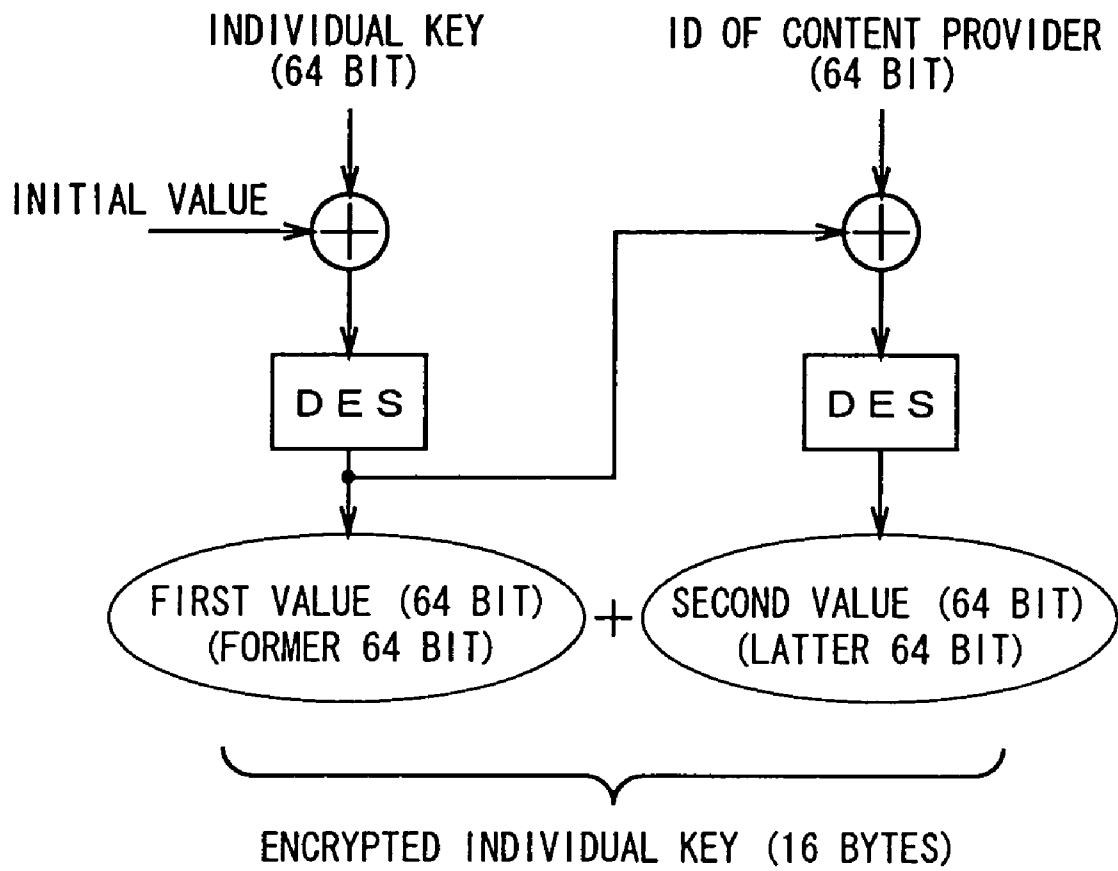 INDIVIDUAL KEY
(64 BIT)
ID OF CONTENT PROVIDER
(64 BIT)
INITIAL VALUE
DES
DES
FIRST VALUE (64 BIT)
(FORMER 64 BIT)
+
SECOND VALUE (64 BIT)
(LATTER 64 BIT)
ENCRYPTED INDIVIDUAL KEY (16 BYTES)